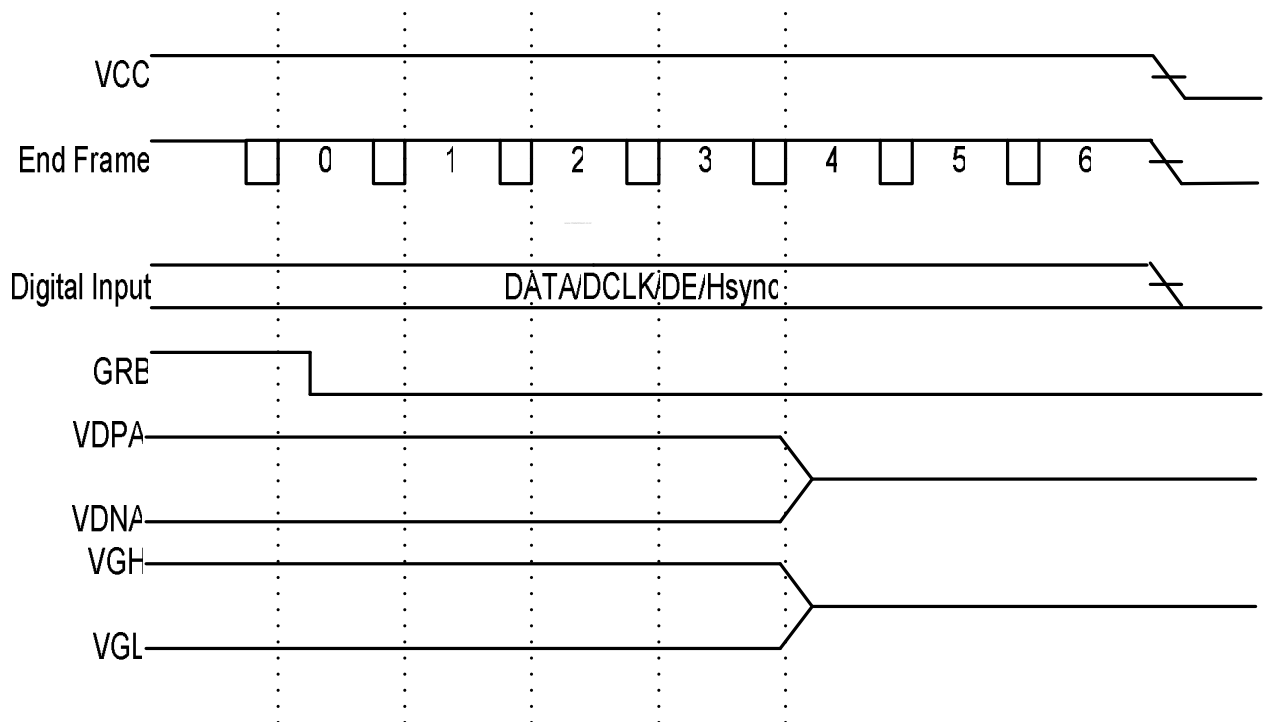 VCC
End Frame 0 1 2 3 4 5 6
Digital Input DATA/DCLK/DE/Hsync
GRB
VDPA
VDNA
VGH
VGL